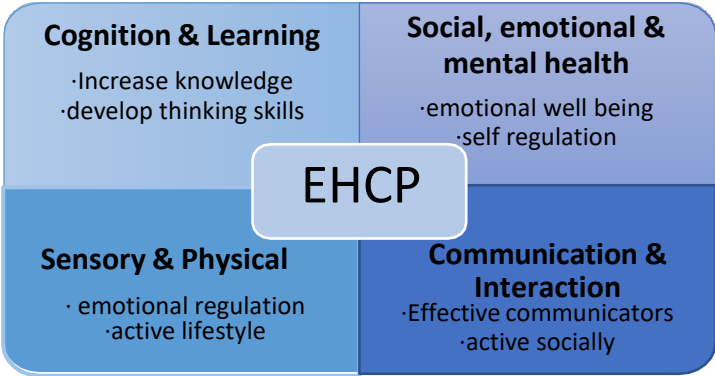 Cognition & Learning
·Increase knowledge
·develop thinking skills
Social, emotional &
mental health
·emotional well being
·self regulation
EHCP
Sensory & Physical
· emotional regulation
·active lifestyle
Communication &
Interaction
·Effective communicators
·active socially